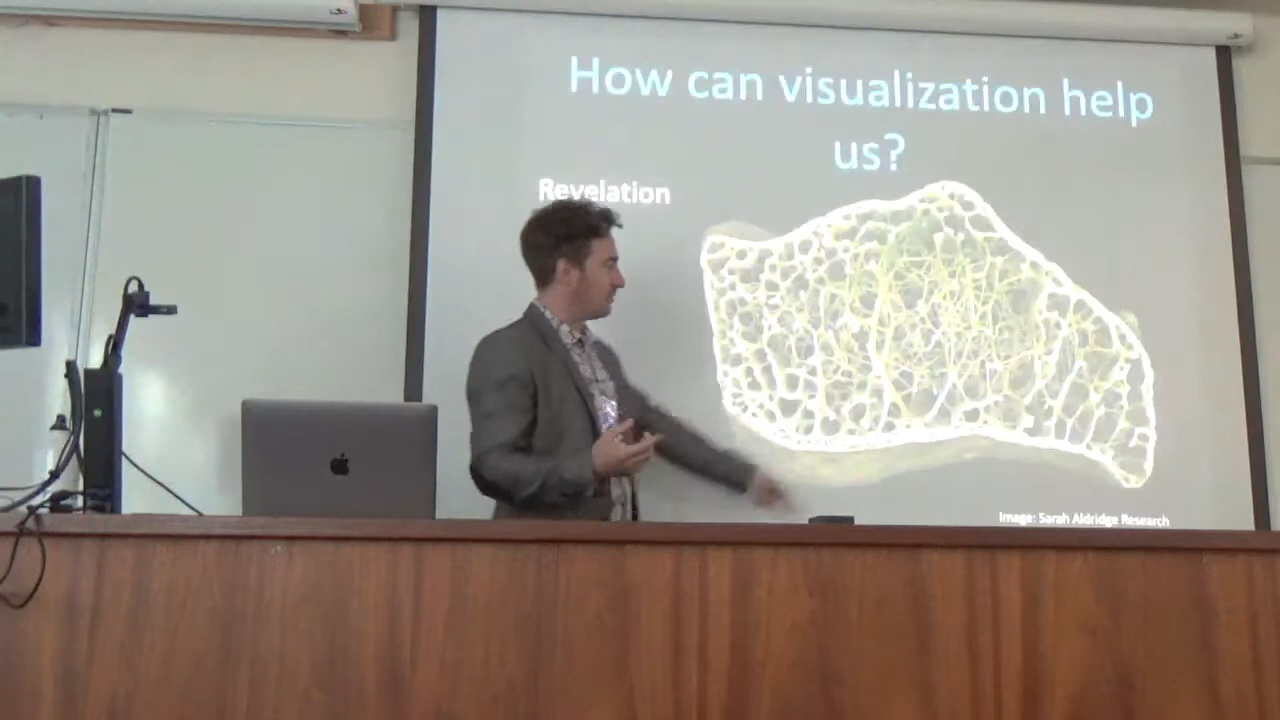 How can visualization help
us?
Revelation
Image: Sarah Aldridge Research